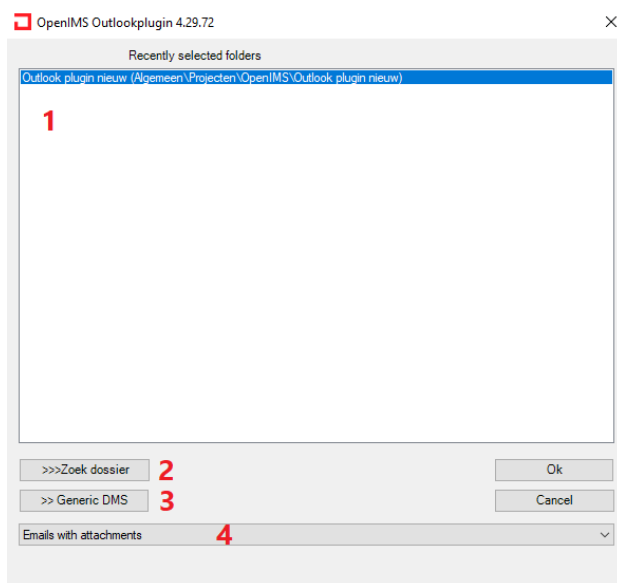 OpenIMS Outlookplugin 4.29.72
Recently selected folders
Outlook plugin nieuw (Algemeen\Projecten\OpenIMS\Outlook plugin nieuw)
1
>>>Zoek dossier 2 Ok
>> Generic DMS 3 Cancel
Emails with attachments 4